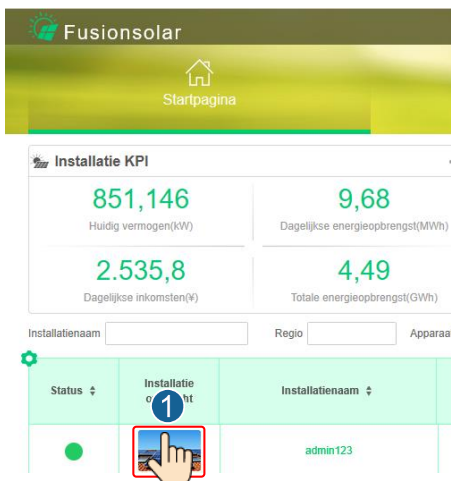 Fusionsolar
Startpagina
Installatie KPI
851,146
9,68
Huidig vermogen(kW)
Dagelijkse energieopbrengst(MWh)
2.535,8
4,49
Dagelijkse inkomsten(¥)
Totale energieopbrengst(GWh)
Installatienaam
Regio
Status
Installatie
Installatienaam
1
admin123